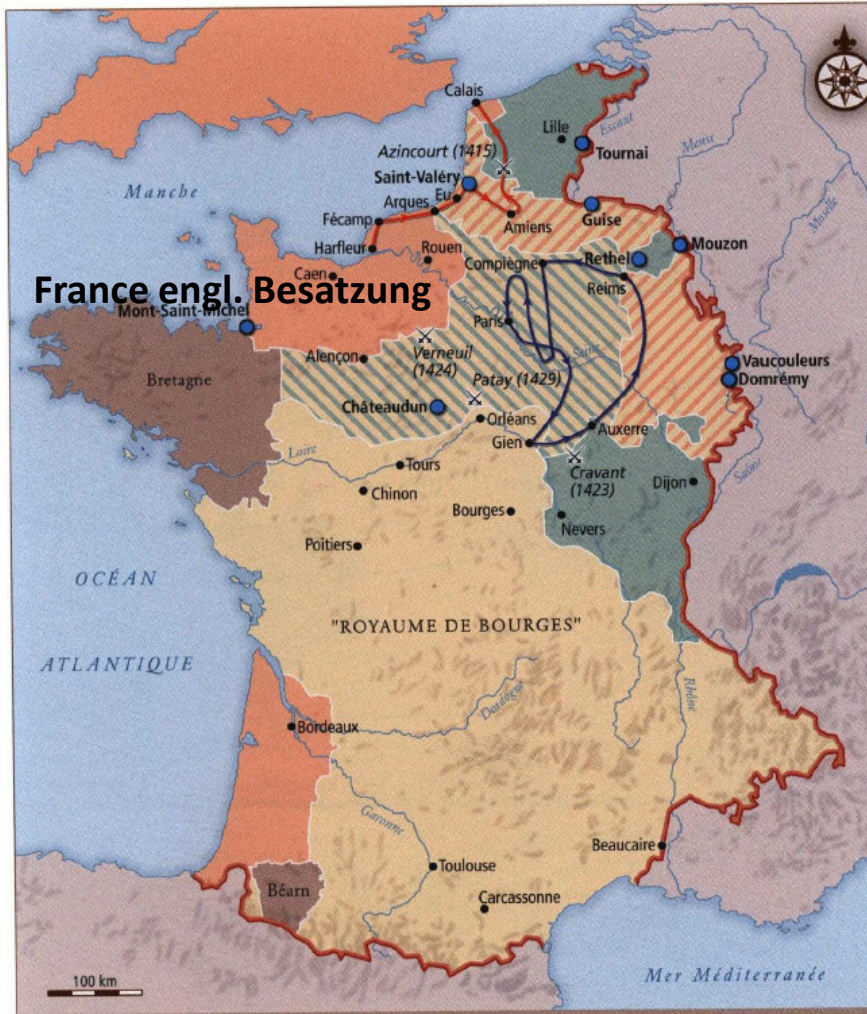 Calais
Lille
Escaut
Meuse
Azincourt (1415)
Tournai
Manche
Saint-Valéry
Moselle
Eu
Arques
Guise
Amiens
Fécamp
Mouzon
Harfleur
Rouen
Compiègne
Rethel
Reims
Caen
France engl. Besatzung
Mont-Saint-Michel
Paris
Seine
Verneuil
(1424)
Alençon
Vaucouleurs
Bretagne
Patay (1429)
Domrémy
Châteaudun
Orléans
Auxerre
Gien
Loire
Tours
Cravant
(1423)
Saône
Dijon
Chinon
Bourges
Nevers
Poitiers
OCÉAN
"ROYAUME DE BOURGES"
ATLANTIQUE
Rhône
Dordogne
Bordeaux
Garonne
Beaucaire
Toulouse
Béarn
Carcassonne
100 km
Mer Méditerranée